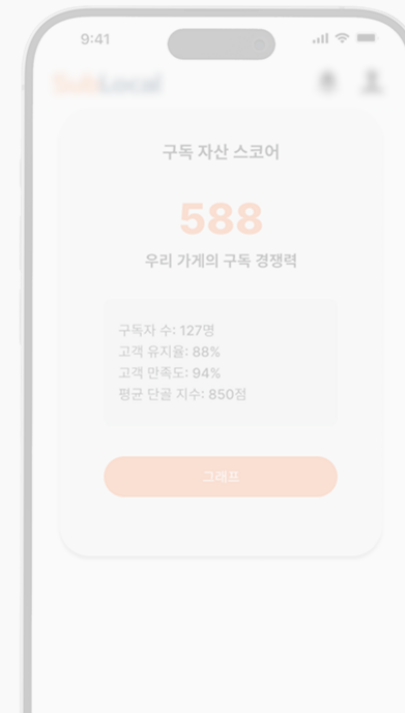 9:41
SubLocal
구독 자산 스코어
588
우리 가게의 구독 경쟁력
구독자 수: 127명
고객 유지율: 88%
고객 만족도: 94%
평균 단골 지수: 850점
그래프